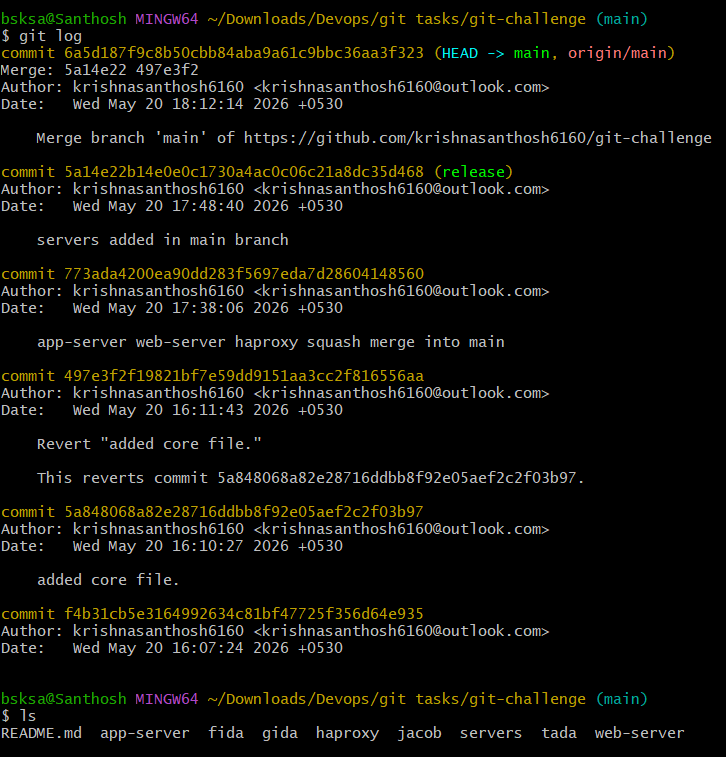 bsksa@Santhosh MINGW64 ~/Downloads/Devops/git tasks/git-challenge (main)
$ git log
commit 6a5d187f9c8b50cbb84aba9a61c9bbc36aa3f323 (HEAD -> main, origin/main)
Merge: 5a14e22 497e3f2
Author: krishnasanthosh6160 <krishnasanthosh6160@outlook.com>
Date:   Wed May 20 18:12:14 2026 +0530

    Merge branch 'main' of https://github.com/krishnasanthosh6160/git-challenge

commit 5a14e22b14e0e0c1730a4ac0c06c21a8dc35d468 (release)
Author: krishnasanthosh6160 <krishnasanthosh6160@outlook.com>
Date:   Wed May 20 17:48:40 2026 +0530

    servers added in main branch

commit 773ada4200ea90dd283f5697eda7d28604148560
Author: krishnasanthosh6160 <krishnasanthosh6160@outlook.com>
Date:   Wed May 20 17:38:06 2026 +0530

    app-server web-server haproxy squash merge into main

commit 497e3f2f19821bf7e59dd9151aa3cc2f816556aa
Author: krishnasanthosh6160 <krishnasanthosh6160@outlook.com>
Date:   Wed May 20 16:11:43 2026 +0530

    Revert "added core file."

    This reverts commit 5a848068a82e28716ddbb8f92e05aef2c2f03b97.

commit 5a848068a82e28716ddbb8f92e05aef2c2f03b97
Author: krishnasanthosh6160 <krishnasanthosh6160@outlook.com>
Date:   Wed May 20 16:10:27 2026 +0530

    added core file.

commit f4b31cb5e3164992634c81bf47725f356d64e935
Author: krishnasanthosh6160 <krishnasanthosh6160@outlook.com>
Date:   Wed May 20 16:07:24 2026 +0530

bsksa@Santhosh MINGW64 ~/Downloads/Devops/git tasks/git-challenge (main)
$ ls
README.md  app-server  fida  gida  haproxy  jacob  servers  tada  web-server